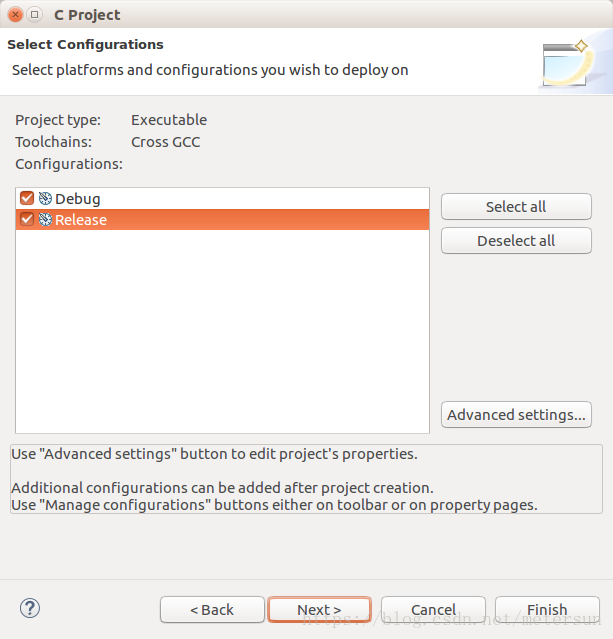 C Project
Select Configurations
Select platforms and configurations you wish to deploy on
Project type: Executable
Toolchains: Cross GCC
Configurations:
Debug
Release
Select all
Deselect all
Advanced settings...
Use "Advanced settings" button to edit project's properties.
Additional configurations can be added after project creation.
Use "Manage configurations" buttons either on toolbar or on property pages.
?
< Back
Next >
Cancel
Finish
https://blog.csdn.net/metersun